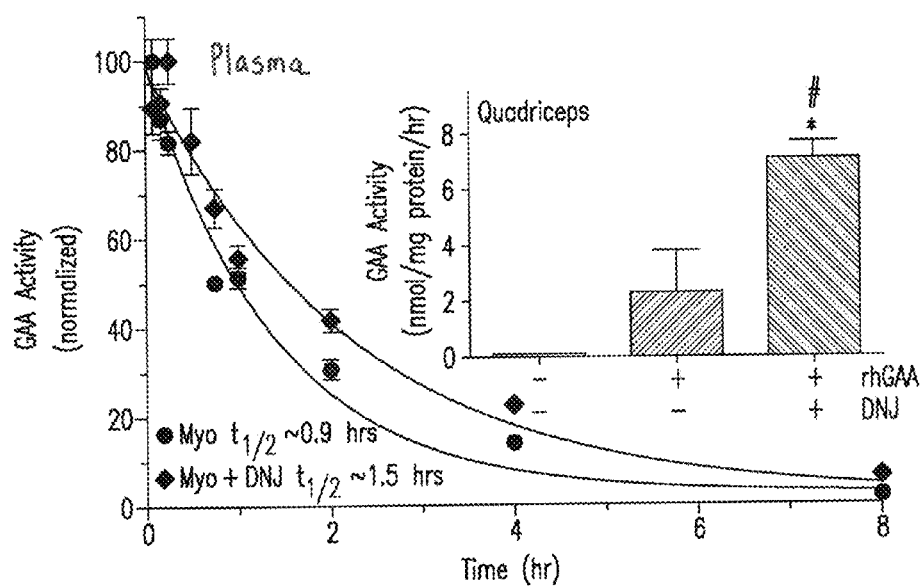 Plasma
GAA Activity
(normalized)
100
80
60
40
20
0
0
2
4
6
8
Time (hr)
● Myo t1/2 ~0.9 hrs
◆ Myo + DNJ t1/2 ~1.5 hrs
Quadriceps
GAA Activity
(nmol/mg protein/hr)
8
6
4
2
0
#
*
- + + rhGAA
- - + DNJ